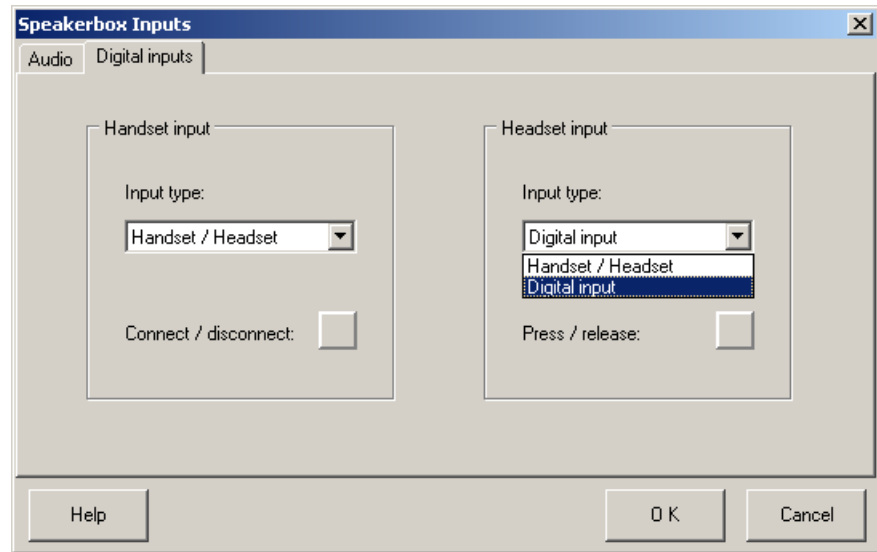 Speakerbox Inputs
Audio Digital inputs
Handset input
Input type:
Handset / Headset
Connect / disconnect:
Headset input
Input type:
Digital input
Handset / Headset
Digital input
Press / release:
Help
O K
Cancel